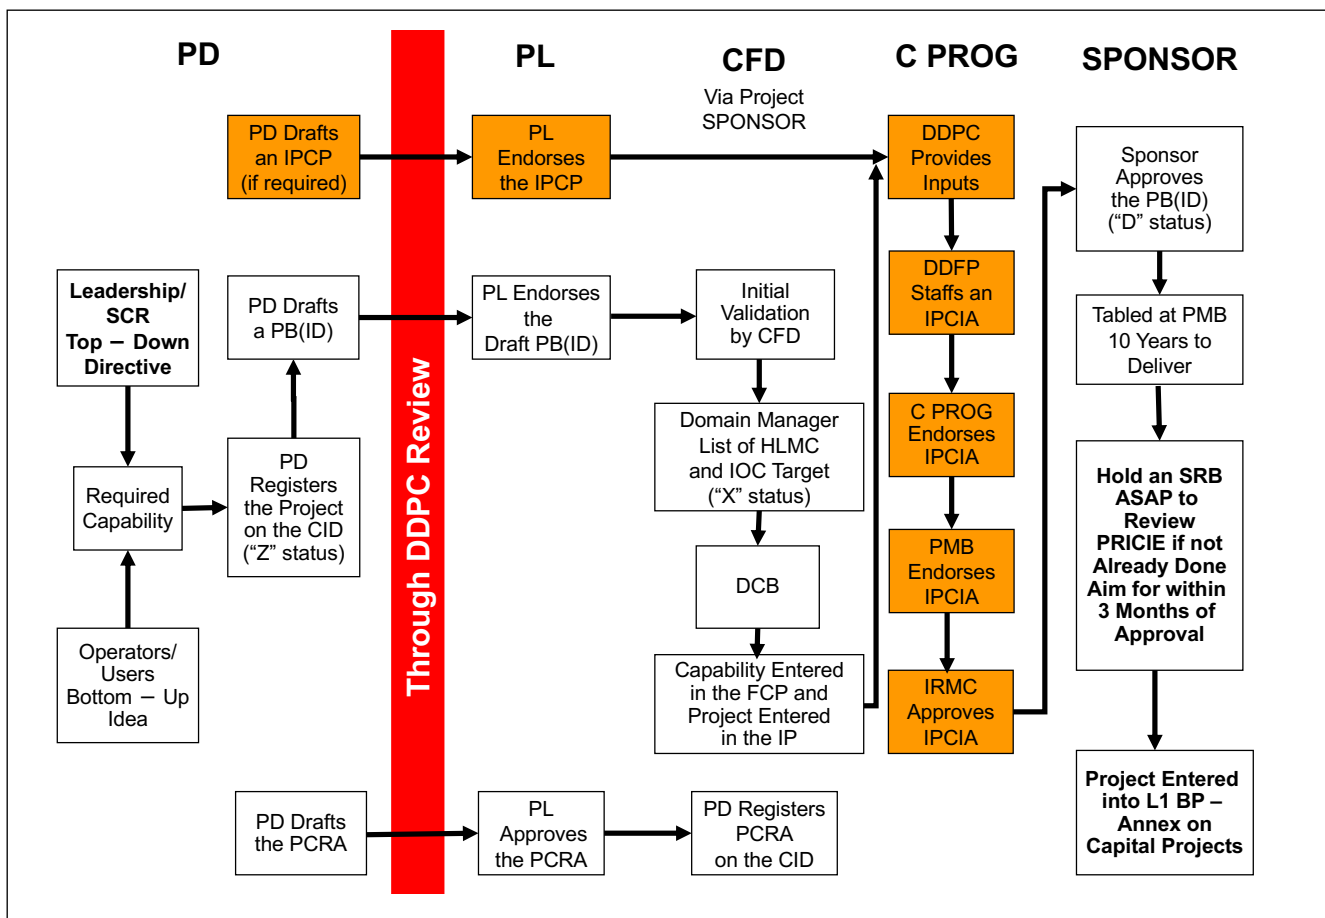 PD
PL
CFD
C PROG
SPONSOR
Via Project
SPONSOR
PD Drafts
an IPCP
(if required)
PL
Endorses
the IPCP
DDPC
Provides
Inputs
Sponsor
Approves
the PB(ID)
(“D” status)
Leadership/
SCR
Top – Down
Directive
PD Drafts
a PB(ID)
PL Endorses
the
Draft PB(ID)
Initial
Validation
by CFD
DDFP
Staffs an
IPCIA
Tabled at PMB
10 Years to
Deliver
Through DDPC Review
Required
Capability
PD
Registers
the Project
on the CID
(“Z” status)
Domain Manager
List of HLMC
and IOC Target
(“X” status)
C PROG
Endorses
IPCIA
Hold an SRB
ASAP to
Review
PRICIE if not
Already Done
Aim for within
3 Months of
Approval
DCB
PMB
Endorses
IPCIA
Operators/
Users
Bottom – Up
Idea
Capability Entered
in the FCP and
Project Entered
in the IP
IRMC
Approves
IPCIA
PD Drafts
the PCRA
PL
Approves
the PCRA
PD Registers
PCRA
on the CID
Project Entered
into L1 BP –
Annex on
Capital Projects